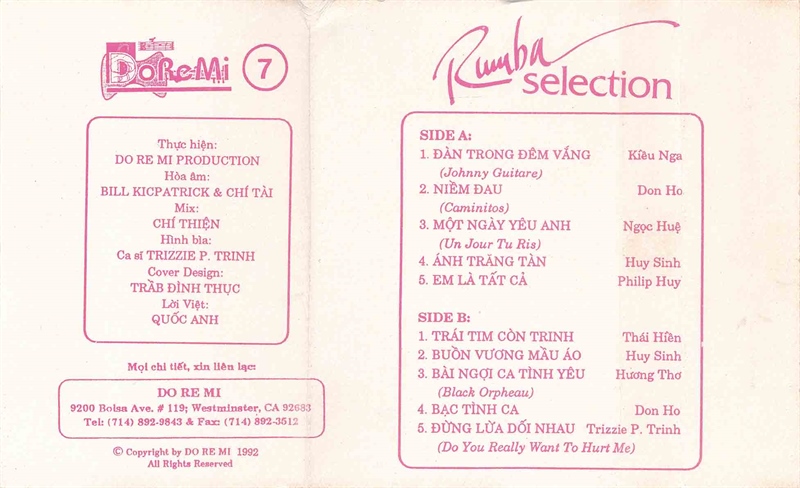 BĂNG
DoReMi
7
Thực hiện:
DO RE MI PRODUCTION
Hòa âm:
BILL KICPATRICK & CHÍ TÀI
Mix:
CHÍ THIỆN
Hình bìa:
Ca sĩ TRIZZIE P. TRINH
Cover Design:
TRẦB ĐÌNH THỤC
Lời Việt:
QUỐC ANH
Mọi chi tiết, xin liên lạc:
DO RE MI
9200 Bolsa Ave. # 119; Westminster, CA 92683
Tel: (714) 892-9843 & Fax: (714) 892-3512
© Copyright by DO RE MI 1992
All Rights Reserved
Rumba
selection
SIDE A:
1. ĐÀN TRONG ĐÊM VẮNG Kiều Nga
(Johnny Guitare)
2. NIỀM ĐAU Don Ho
(Caminitos)
3. MỘT NGÀY YÊU ANH Ngọc Huệ
(Un Jour Tu Ris)
4. ÁNH TRĂNG TÀN Huy Sinh
5. EM LÀ TẤT CẢ Philip Huy
SIDE B:
1. TRÁI TIM CÒN TRINH Thái Hiền
2. BUỒN VƯƠNG MẦU ÁO Huy Sinh
3. BÀI NGỢI CA TÌNH YÊU Hương Thơ
(Black Orpheau)
4. BẠC TÌNH CA Don Ho
5. ĐỪNG LỪA DỐI NHAU Trizzie P. Trinh
(Do You Really Want To Hurt Me)